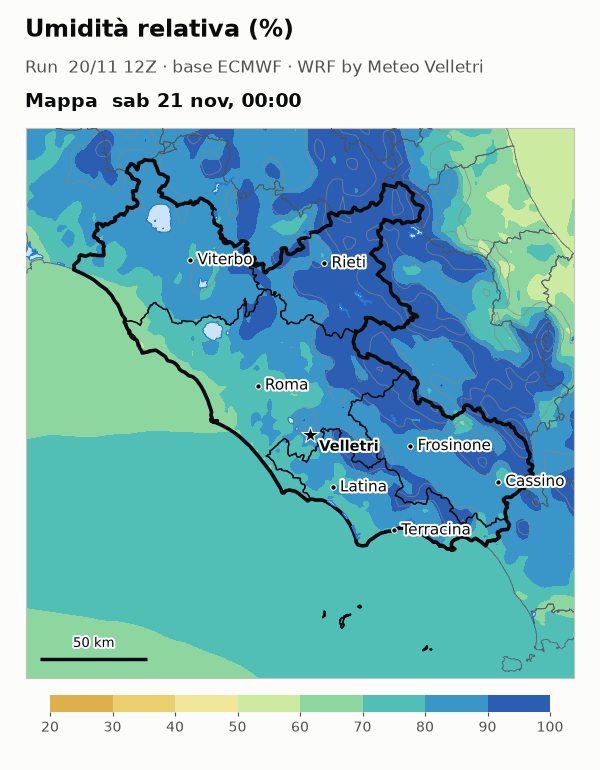 Umidità relativa (%)
Run  20/11 12Z · base ECMWF · WRF by Meteo Velletri
Mappa  sab 21 nov, 00:00
Viterbo
Rieti
Roma
Velletri
Frosinone
Cassino
Latina
Terracina
50 km
20 30 40 50 60 70 80 90 100